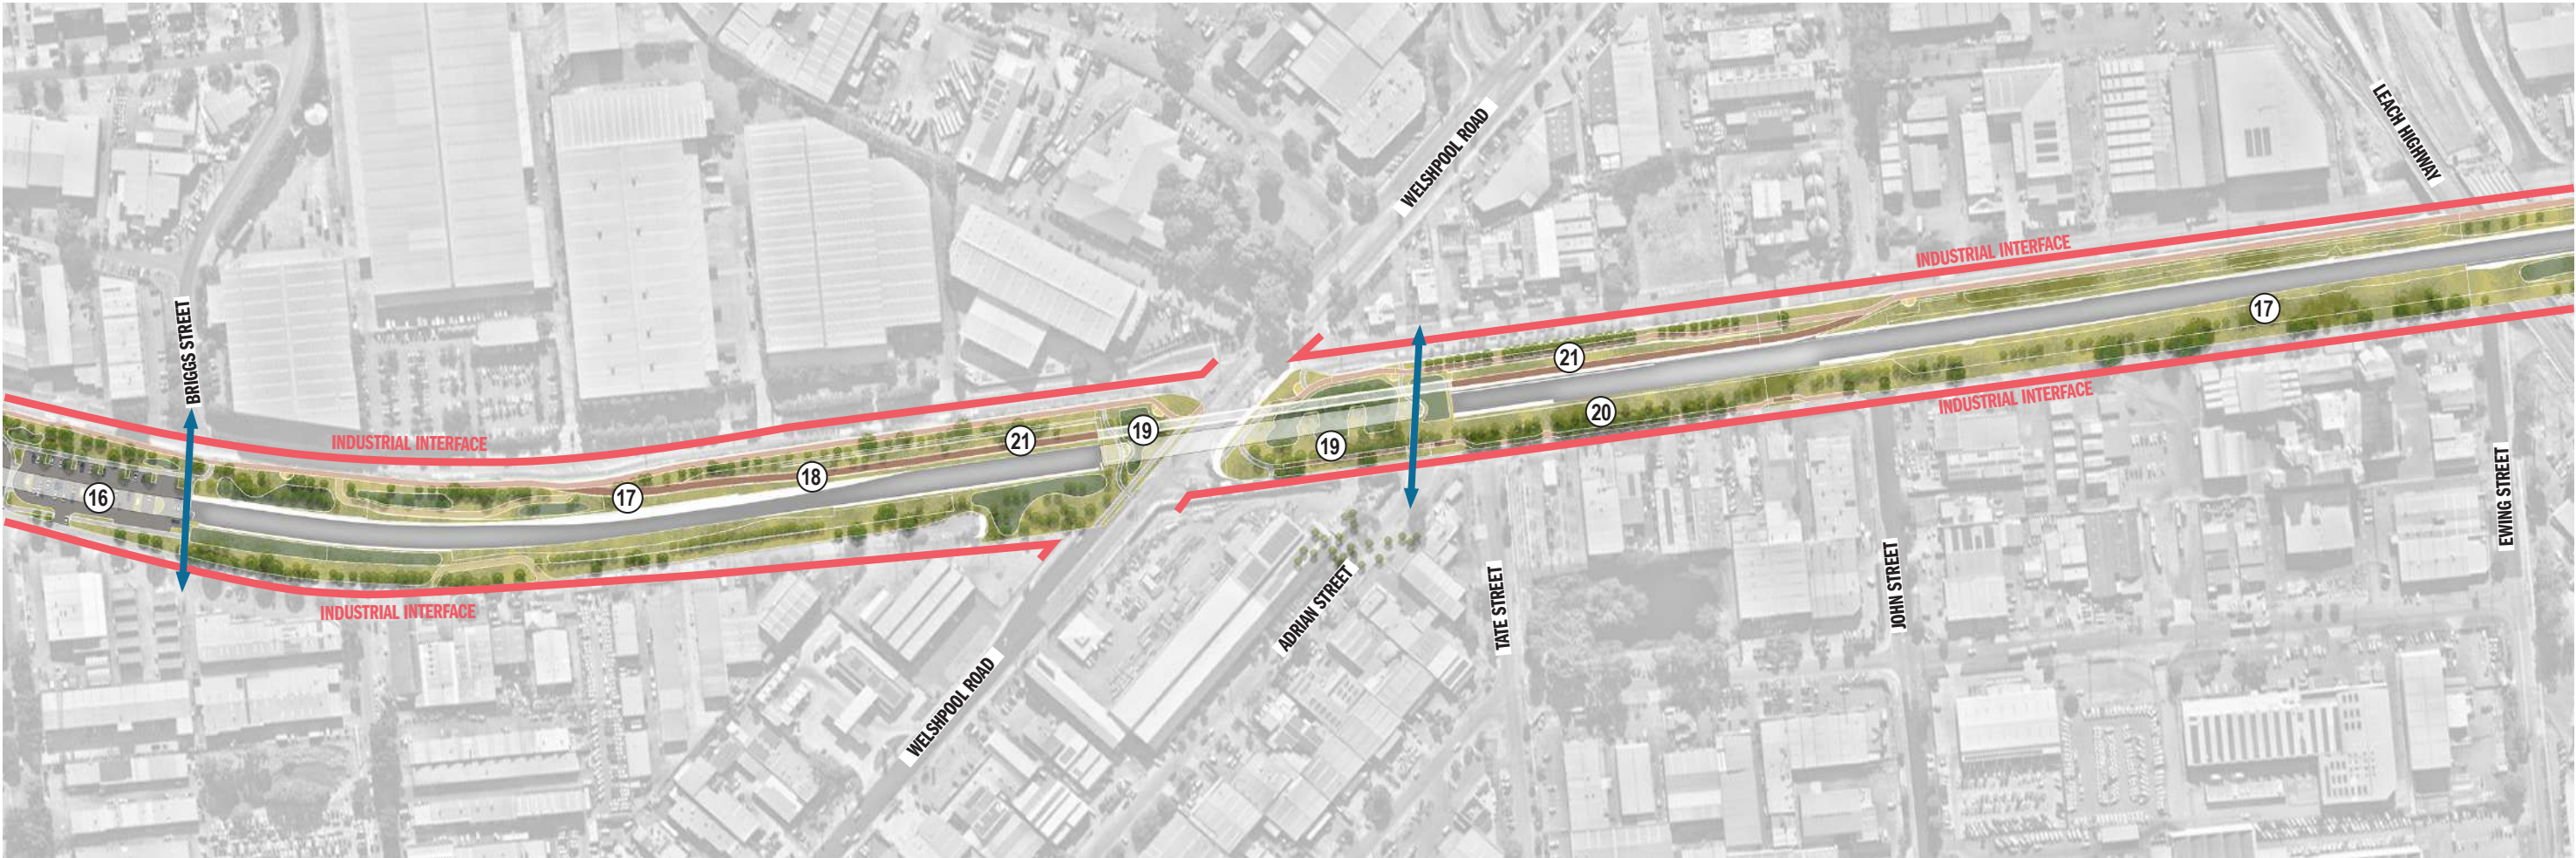 LEACH HIGHWAY
WELSHPOOL ROAD
INDUSTRIAL INTERFACE
BRIGGS STREET
17
21
INDUSTRIAL INTERFACE
20
19
19
21
INDUSTRIAL INTERFACE
18
17
16
EWING STREET
JOHN STREET
TATE STREET
ADRIAN STREET
INDUSTRIAL INTERFACE
WELSHPOOL ROAD